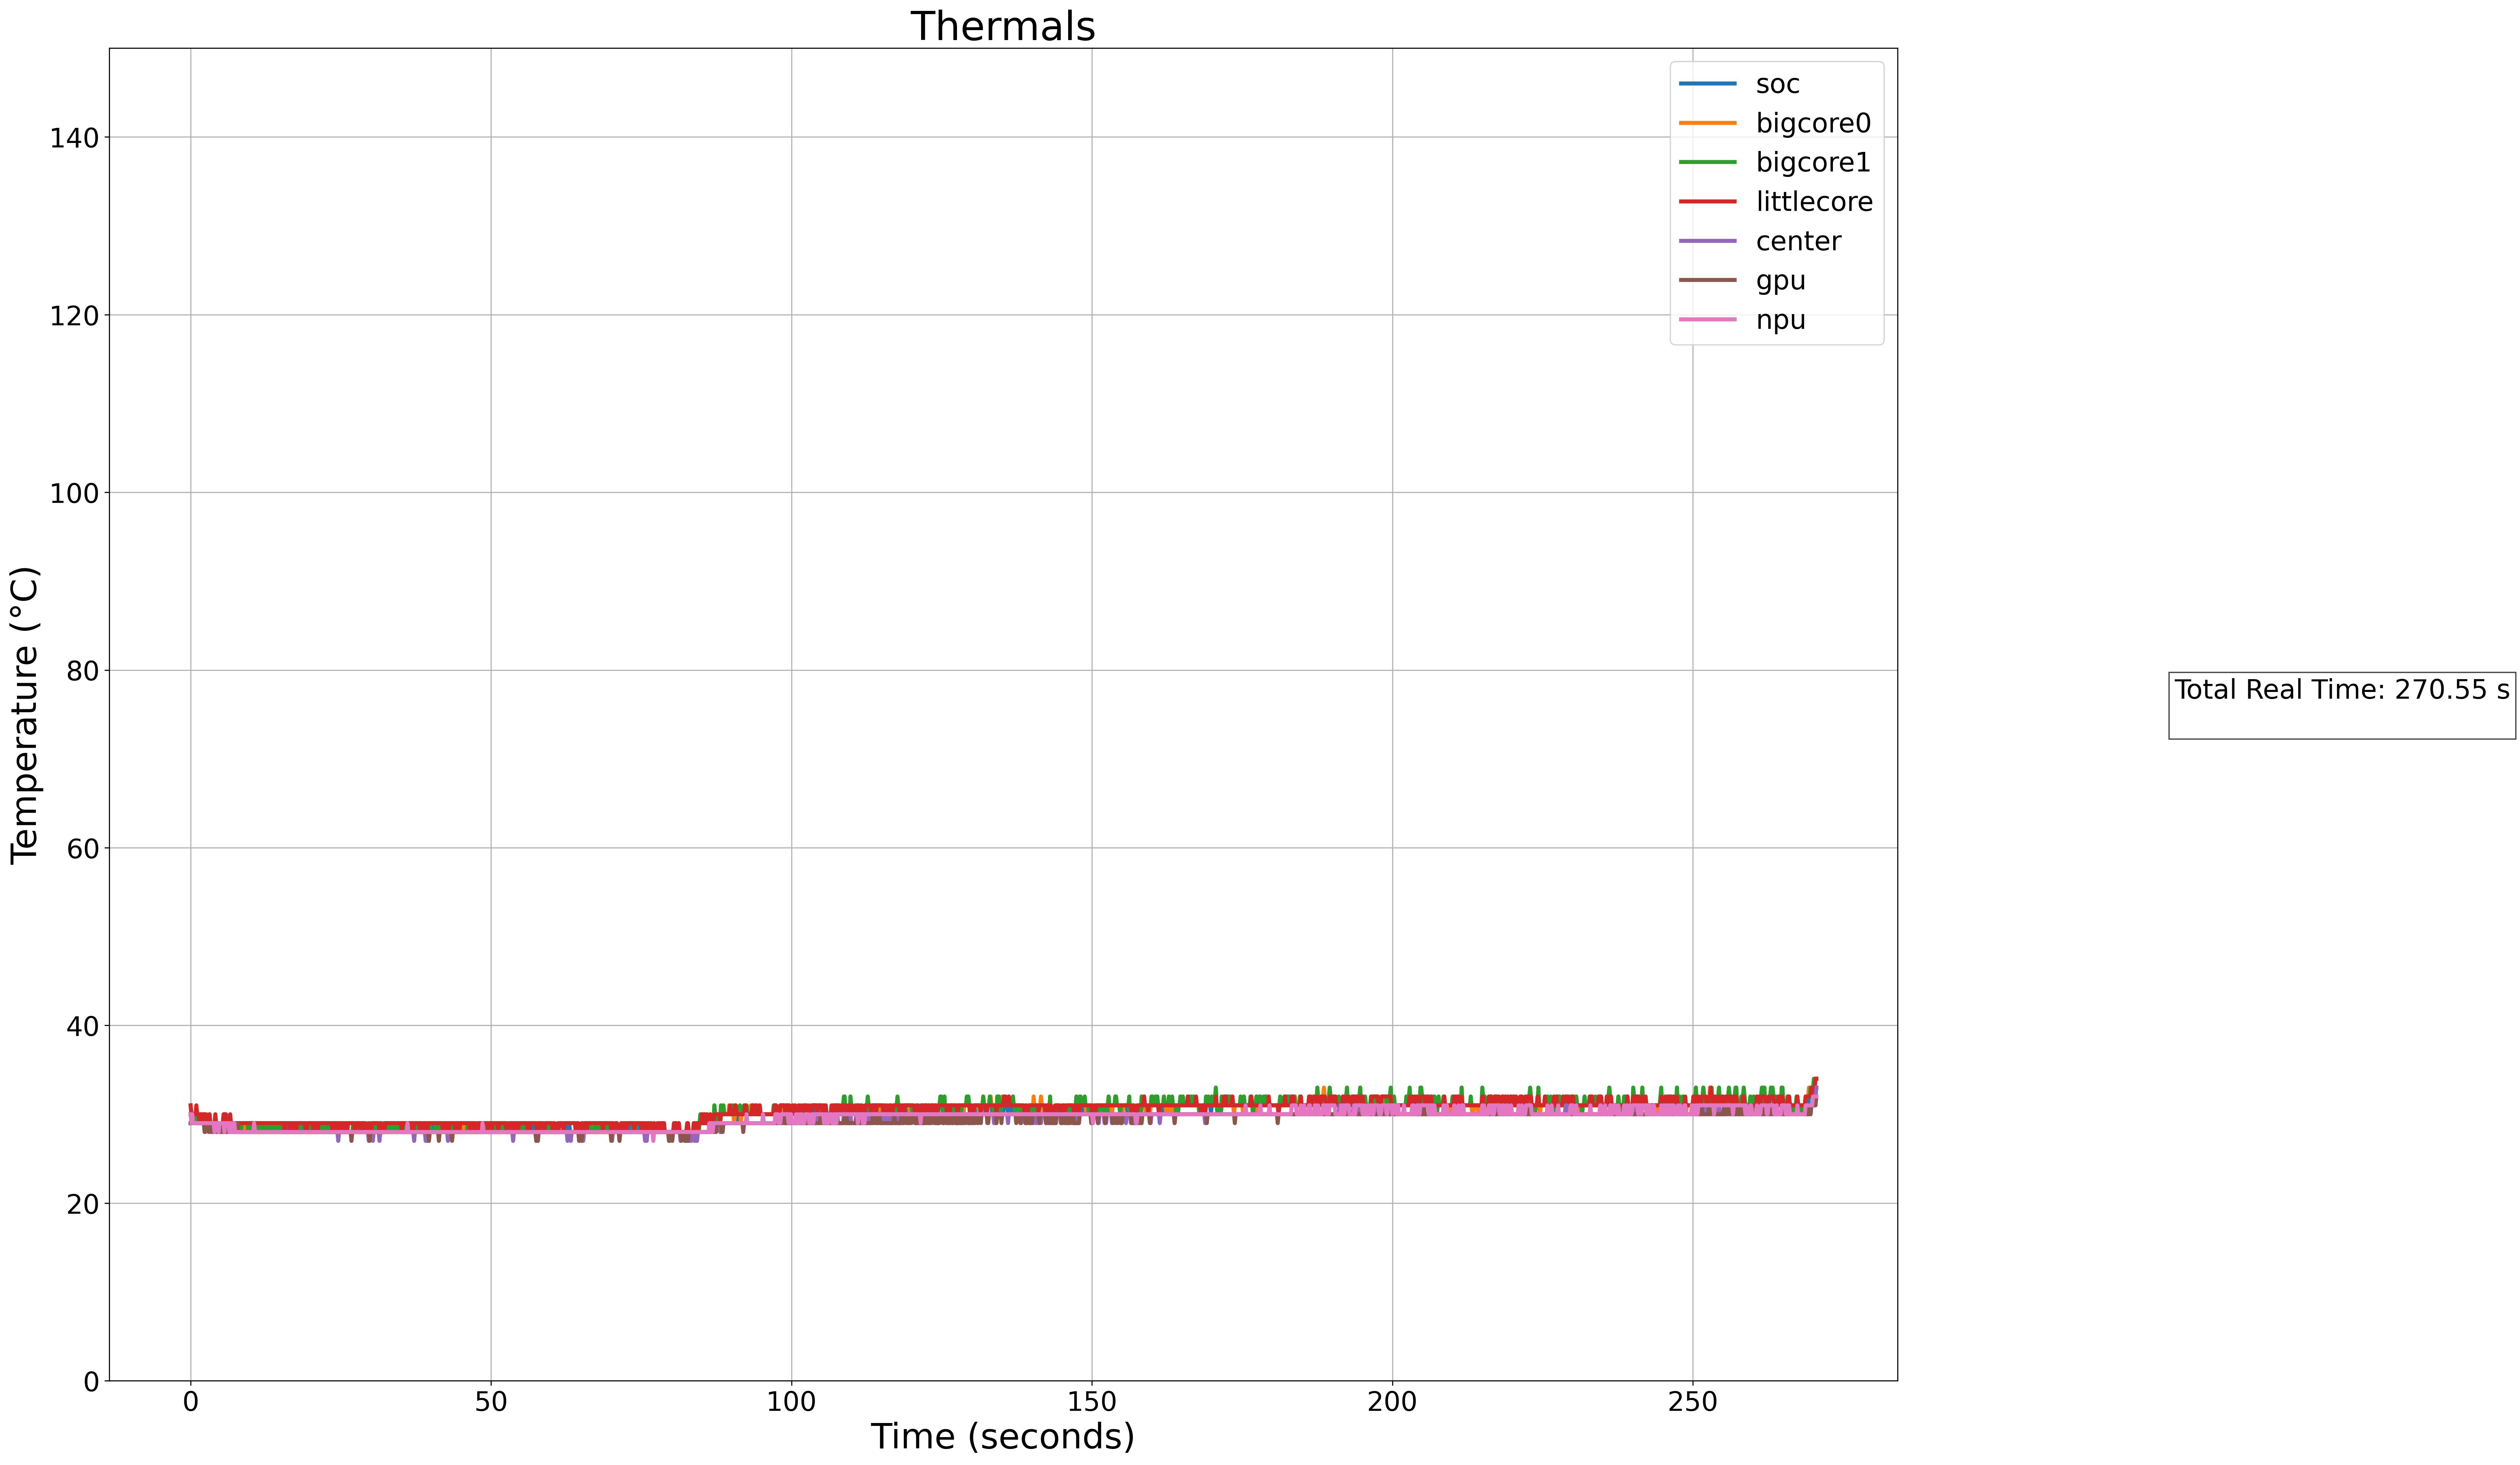 Thermals
soc
bigcore0
bigcore1
littlecore
center
gpu
npu
Temperature (°C)
140
120
100
80
60
40
20
0
0 50 100 150 200 250
Time (seconds)
Total Real Time: 270.55 s